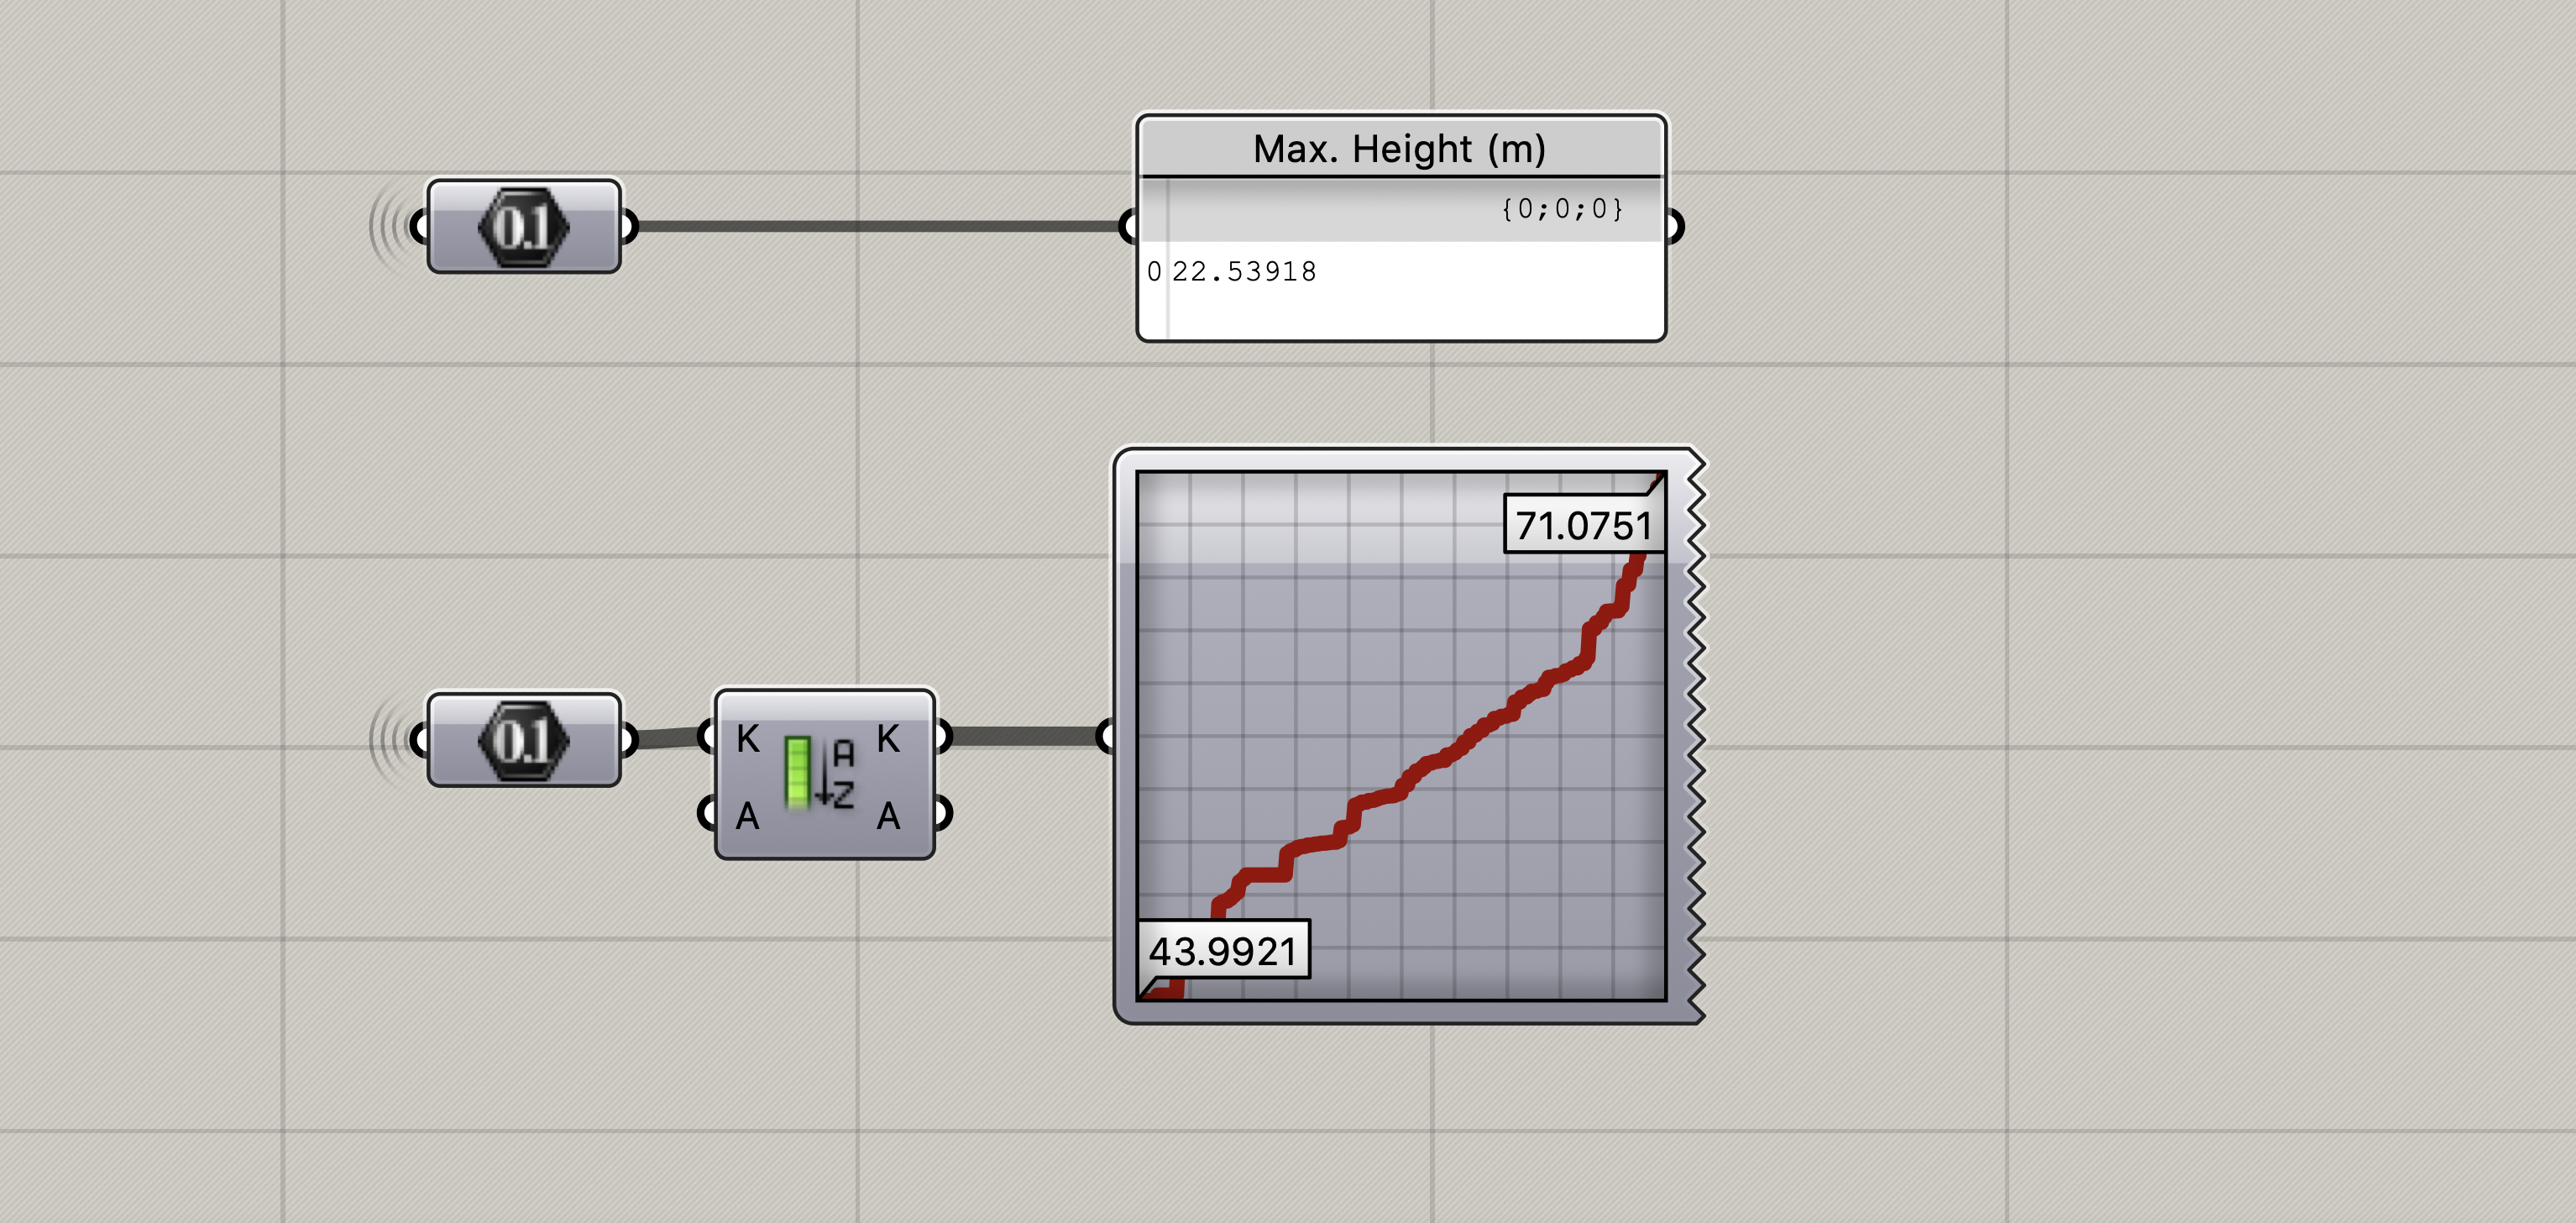 Max. Height (m)
{0;0;0}
0.1
0 22.53918
71.0751
0.1
K K
A
Z
A A
43.9921